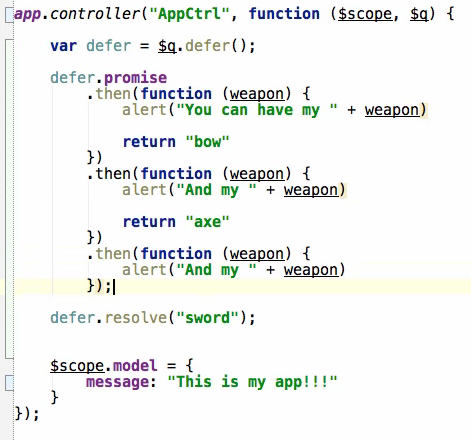 app.controller("AppCtrl", function ($scope, $q) {
var defer = $q.defer();
defer.promise
.then(function (weapon) {
alert("You can have my " + weapon)
return "bow"
})
.then(function (weapon) {
alert("And my " + weapon)
return "axe"
})
.then(function (weapon) {
alert("And my " + weapon)
});
defer.resolve("sword");
$scope.model = {
message: "This is my app!!!"
}
});